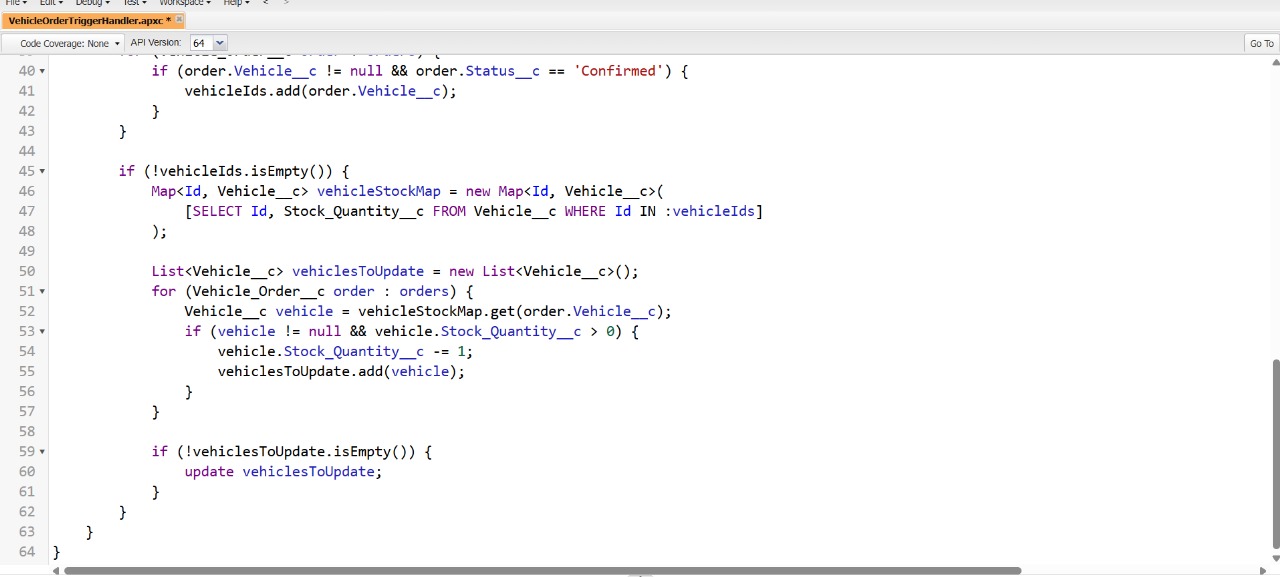 File Edit Debug Test Workspace Help < >
VehicleOrderTriggerHandler.apxc *
Code Coverage: None API Version: 64 Go To
40 if (order.Vehicle__c != null && order.Status__c == 'Confirmed') {
41 vehicleIds.add(order.Vehicle__c);
42 }
43 }
44
45 if (!vehicleIds.isEmpty()) {
46 Map<Id, Vehicle__c> vehicleStockMap = new Map<Id, Vehicle__c>(
47 [SELECT Id, Stock_Quantity__c FROM Vehicle__c WHERE Id IN :vehicleIds]
48 );
49
50 List<Vehicle__c> vehiclesToUpdate = new List<Vehicle__c>();
51 for (Vehicle_Order__c order : orders) {
52 Vehicle__c vehicle = vehicleStockMap.get(order.Vehicle__c);
53 if (vehicle != null && vehicle.Stock_Quantity__c > 0) {
54 vehicle.Stock_Quantity__c -= 1;
55 vehiclesToUpdate.add(vehicle);
56 }
57 }
58
59 if (!vehiclesToUpdate.isEmpty()) {
60 update vehiclesToUpdate;
61 }
62 }
63 }
64 }